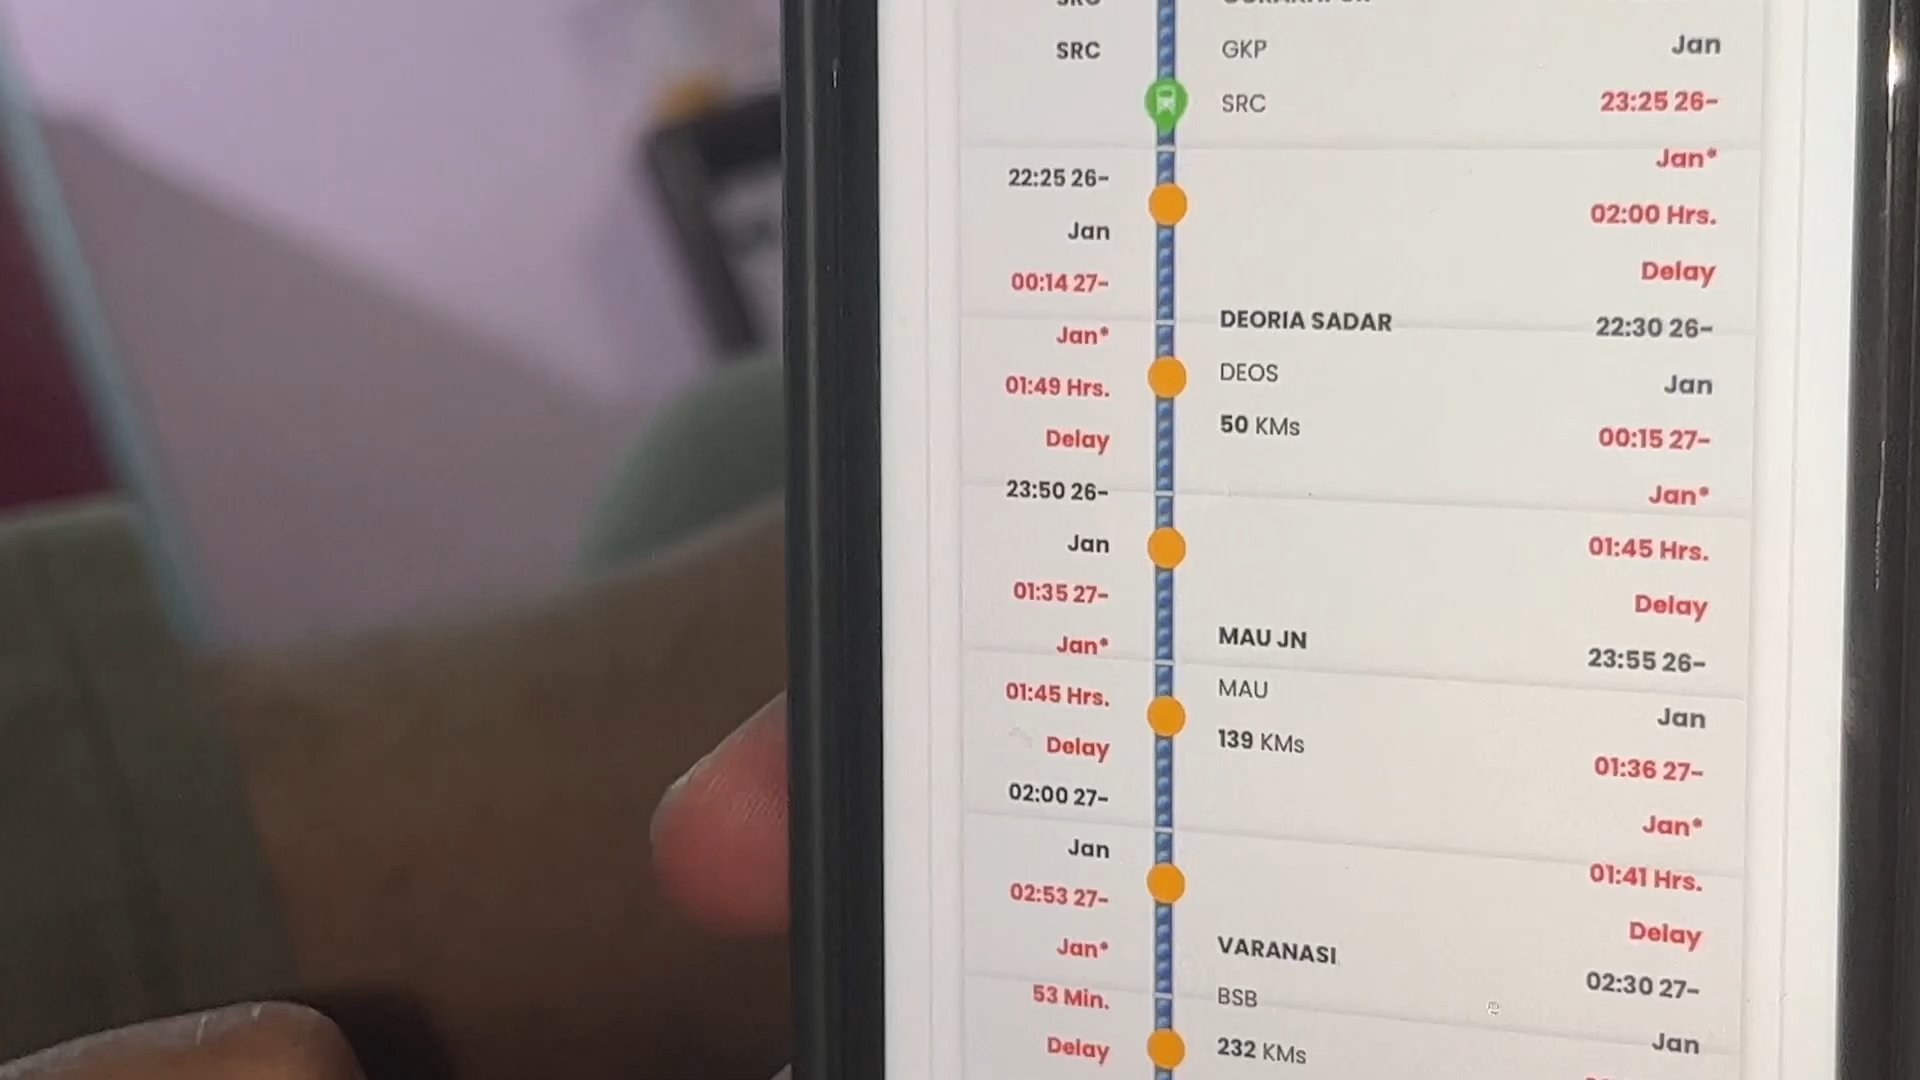 SRC
GKP
Jan
SRC
23:25 26-
Jan*
22:25 26-
02:00 Hrs.
Jan
Delay
00:14 27-
DEORIA SADAR
22:30 26-
Jan*
DEOS
Jan
01:49 Hrs.
50 KMs
00:15 27-
Delay
Jan*
23:50 26-
01:45 Hrs.
Jan
Delay
01:35 27-
MAU JN
23:55 26-
Jan*
MAU
Jan
01:45 Hrs.
139 KMs
01:36 27-
Delay
Jan*
02:00 27-
01:41 Hrs.
Jan
Delay
02:53 27-
VARANASI
02:30 27-
Jan*
BSB
Jan
53 Min.
232 KMs
Delay